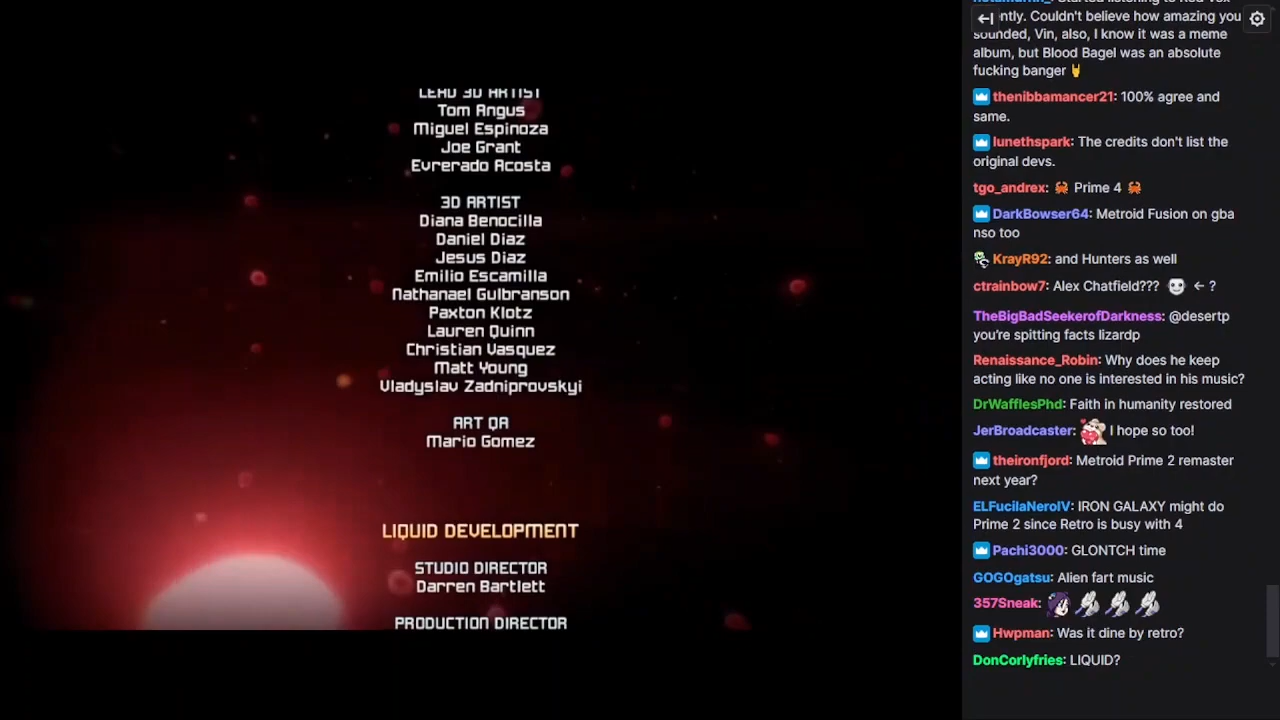 LEAD 3D ARTIST
Tom Angus
Miguel Espinoza
Joe Grant
Evrerado Acosta
3D ARTIST
Diana Benocilla
Daniel Diaz
Jesus Diaz
Emilio Escamilla
Nathanael Gulbranson
Paxton Klotz
Lauren Quinn
Christian Vasquez
Matt Young
Vladyslav Zadniprovskyi
ART QA
Mario Gomez
LIQUID DEVELOPMENT
STUDIO DIRECTOR
Darren Bartlett
PRODUCTION DIRECTOR
ntly. Couldn't believe how amazing you
sounded, Vin, also, I know it was a meme
album, but Blood Bagel was an absolute
fucking banger 🤘
thenibbamancer21: 100% agree and
same.
lunethspark: The credits don't list the
original devs.
tgo_andrex: 🦀 Prime 4 🦀
DarkBowser64: Metroid Fusion on gba
nso too
KrayR92: and Hunters as well
ctrainbow7: Alex Chatfield??? ← ?
TheBigBadSeekerofDarkness: @desertp
you're spitting facts lizardp
Renaissance_Robin: Why does he keep
acting like no one is interested in his music?
DrWafflesPhd: Faith in humanity restored
JerBroadcaster: I hope so too!
theironfjord: Metroid Prime 2 remaster
next year?
ELFucilaNeroIV: IRON GALAXY might do
Prime 2 since Retro is busy with 4
Pachi3000: GLONTCH time
GOGOgatsu: Alien fart music
357Sneak:
Hwpman: Was it dine by retro?
DonCorlyfries: LIQUID?